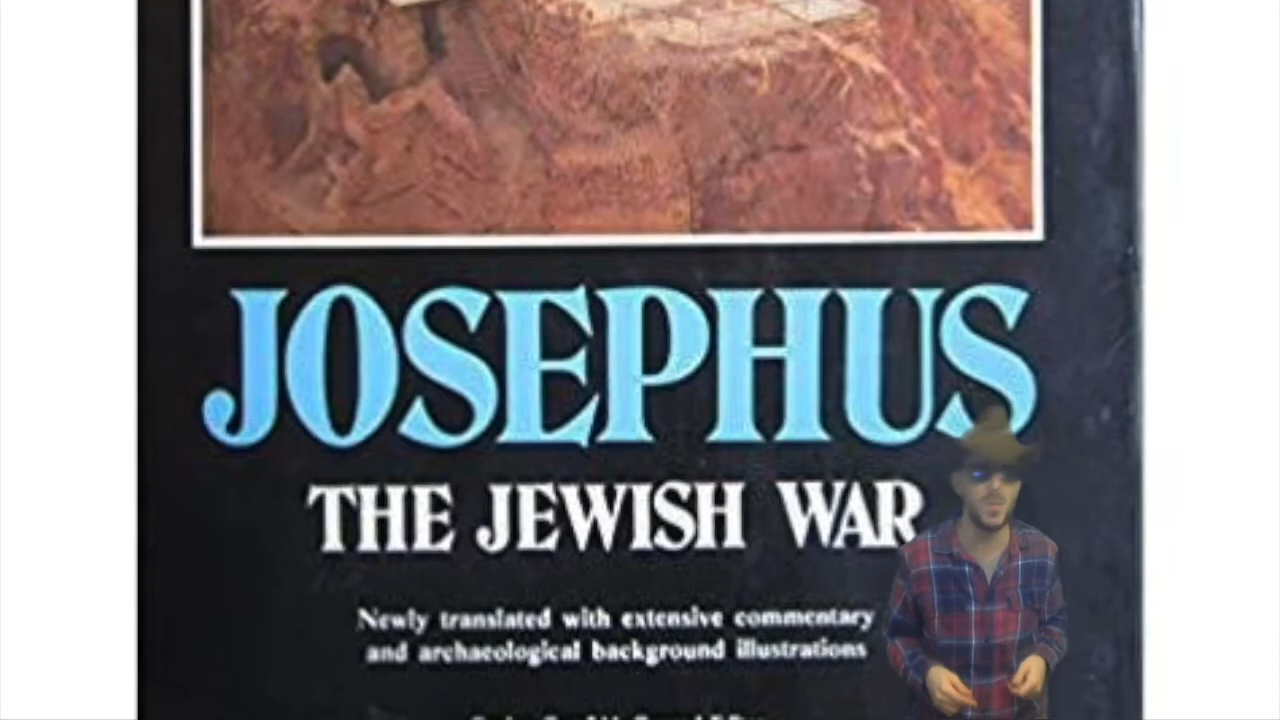 JOSEPHUS
THE JEWISH WAR
Newly translated with extensive commentary
and archaeological background illustrations